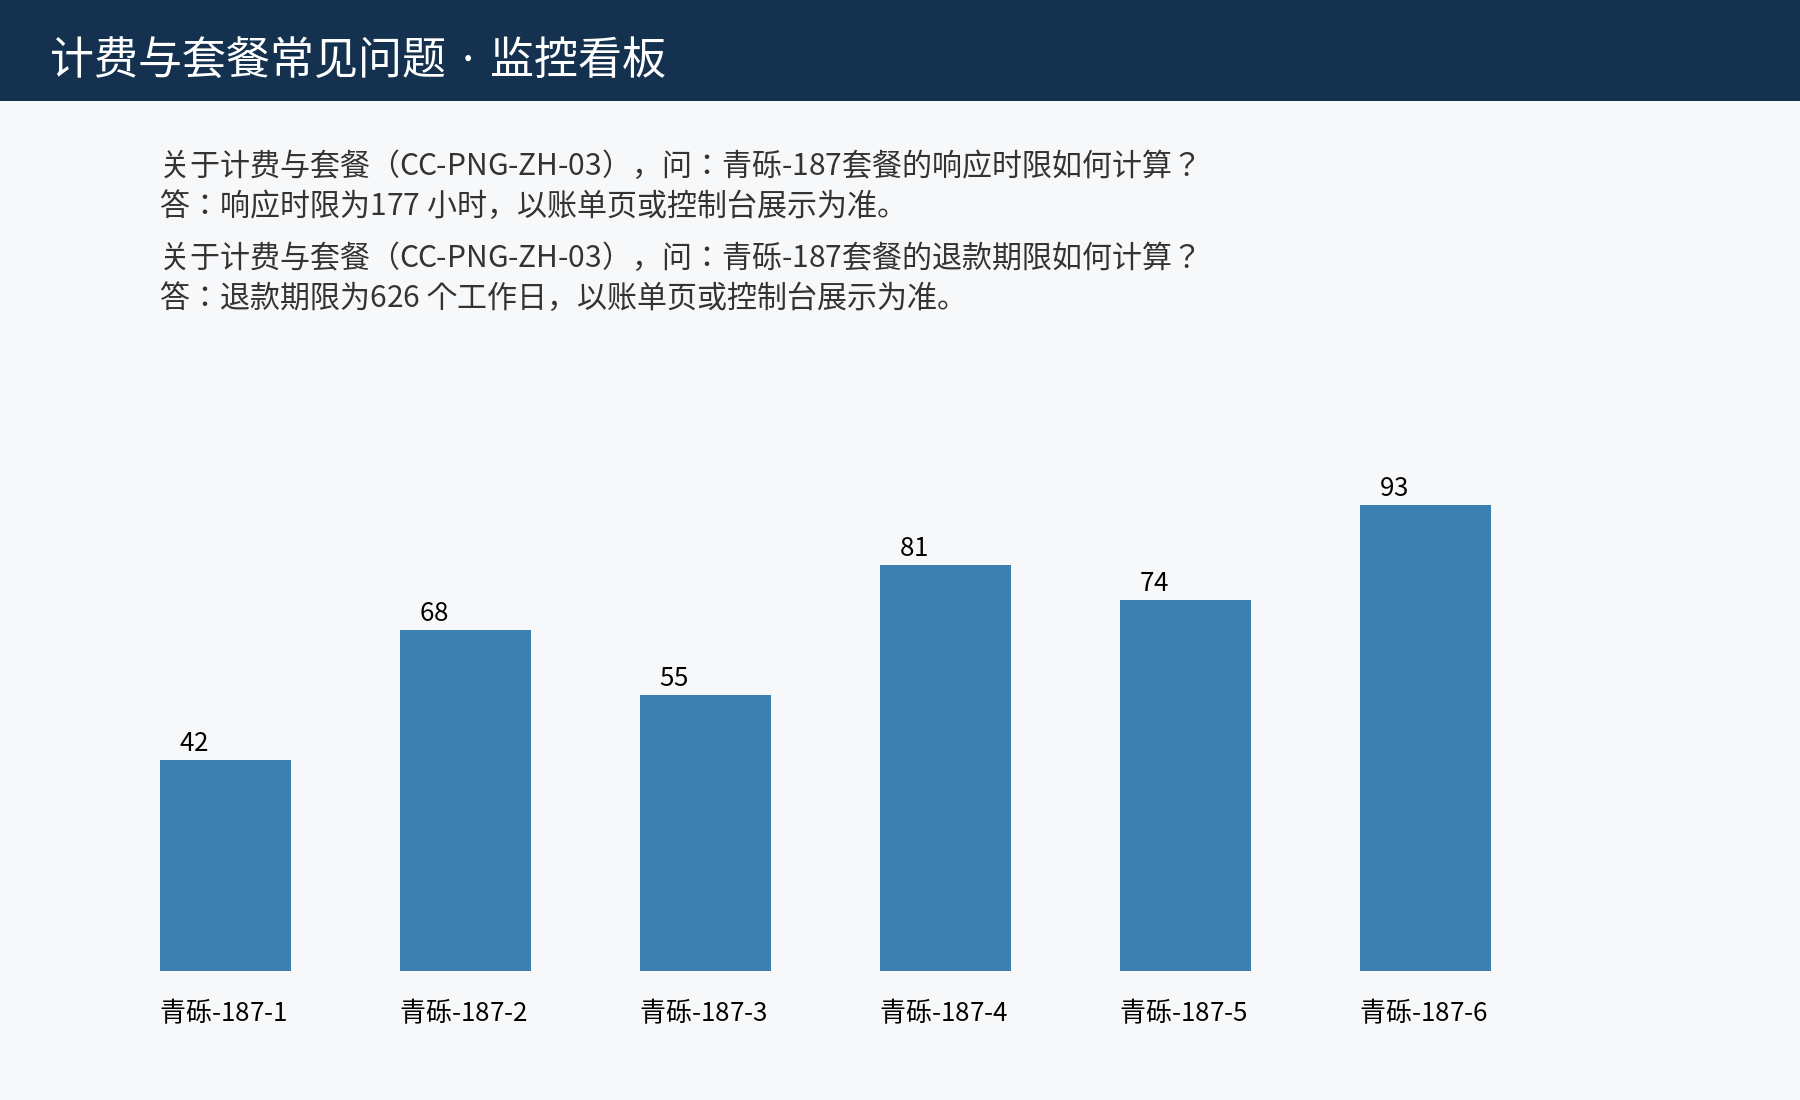 计费与套餐常见问题 · 监控看板
关于计费与套餐（CC-PNG-ZH-03），问：青砾-187套餐的响应时限如何计算？
答：响应时限为177 小时，以账单页或控制台展示为准。
关于计费与套餐（CC-PNG-ZH-03），问：青砾-187套餐的退款期限如何计算？
答：退款期限为626 个工作日，以账单页或控制台展示为准。
42
68
55
81
74
93
青砾-187-1
青砾-187-2
青砾-187-3
青砾-187-4
青砾-187-5
青砾-187-6